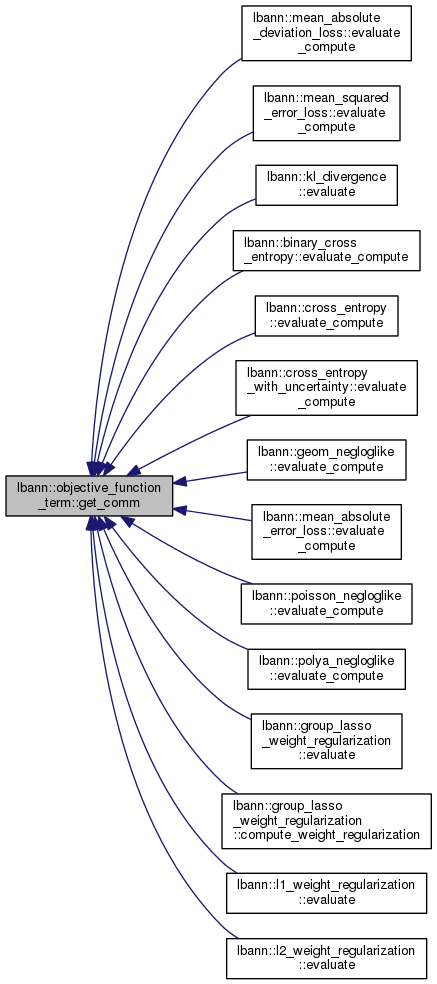 lbann::mean_absolute
_deviation_loss::evaluate
_compute
lbann::mean_squared
_error_loss::evaluate
_compute
lbann::kl_divergence
::evaluate
lbann::binary_cross
_entropy::evaluate_compute
lbann::cross_entropy
::evaluate_compute
lbann::cross_entropy
_with_uncertainty::evaluate
_compute
lbann::geom_negloglike
::evaluate_compute
lbann::objective_function
_term::get_comm
lbann::mean_absolute
_error_loss::evaluate
_compute
lbann::poisson_negloglike
::evaluate_compute
lbann::polya_negloglike
::evaluate_compute
lbann::group_lasso
_weight_regularization
::evaluate
lbann::group_lasso
_weight_regularization
::compute_weight_regularization
lbann::l1_weight_regularization
::evaluate
lbann::l2_weight_regularization
::evaluate